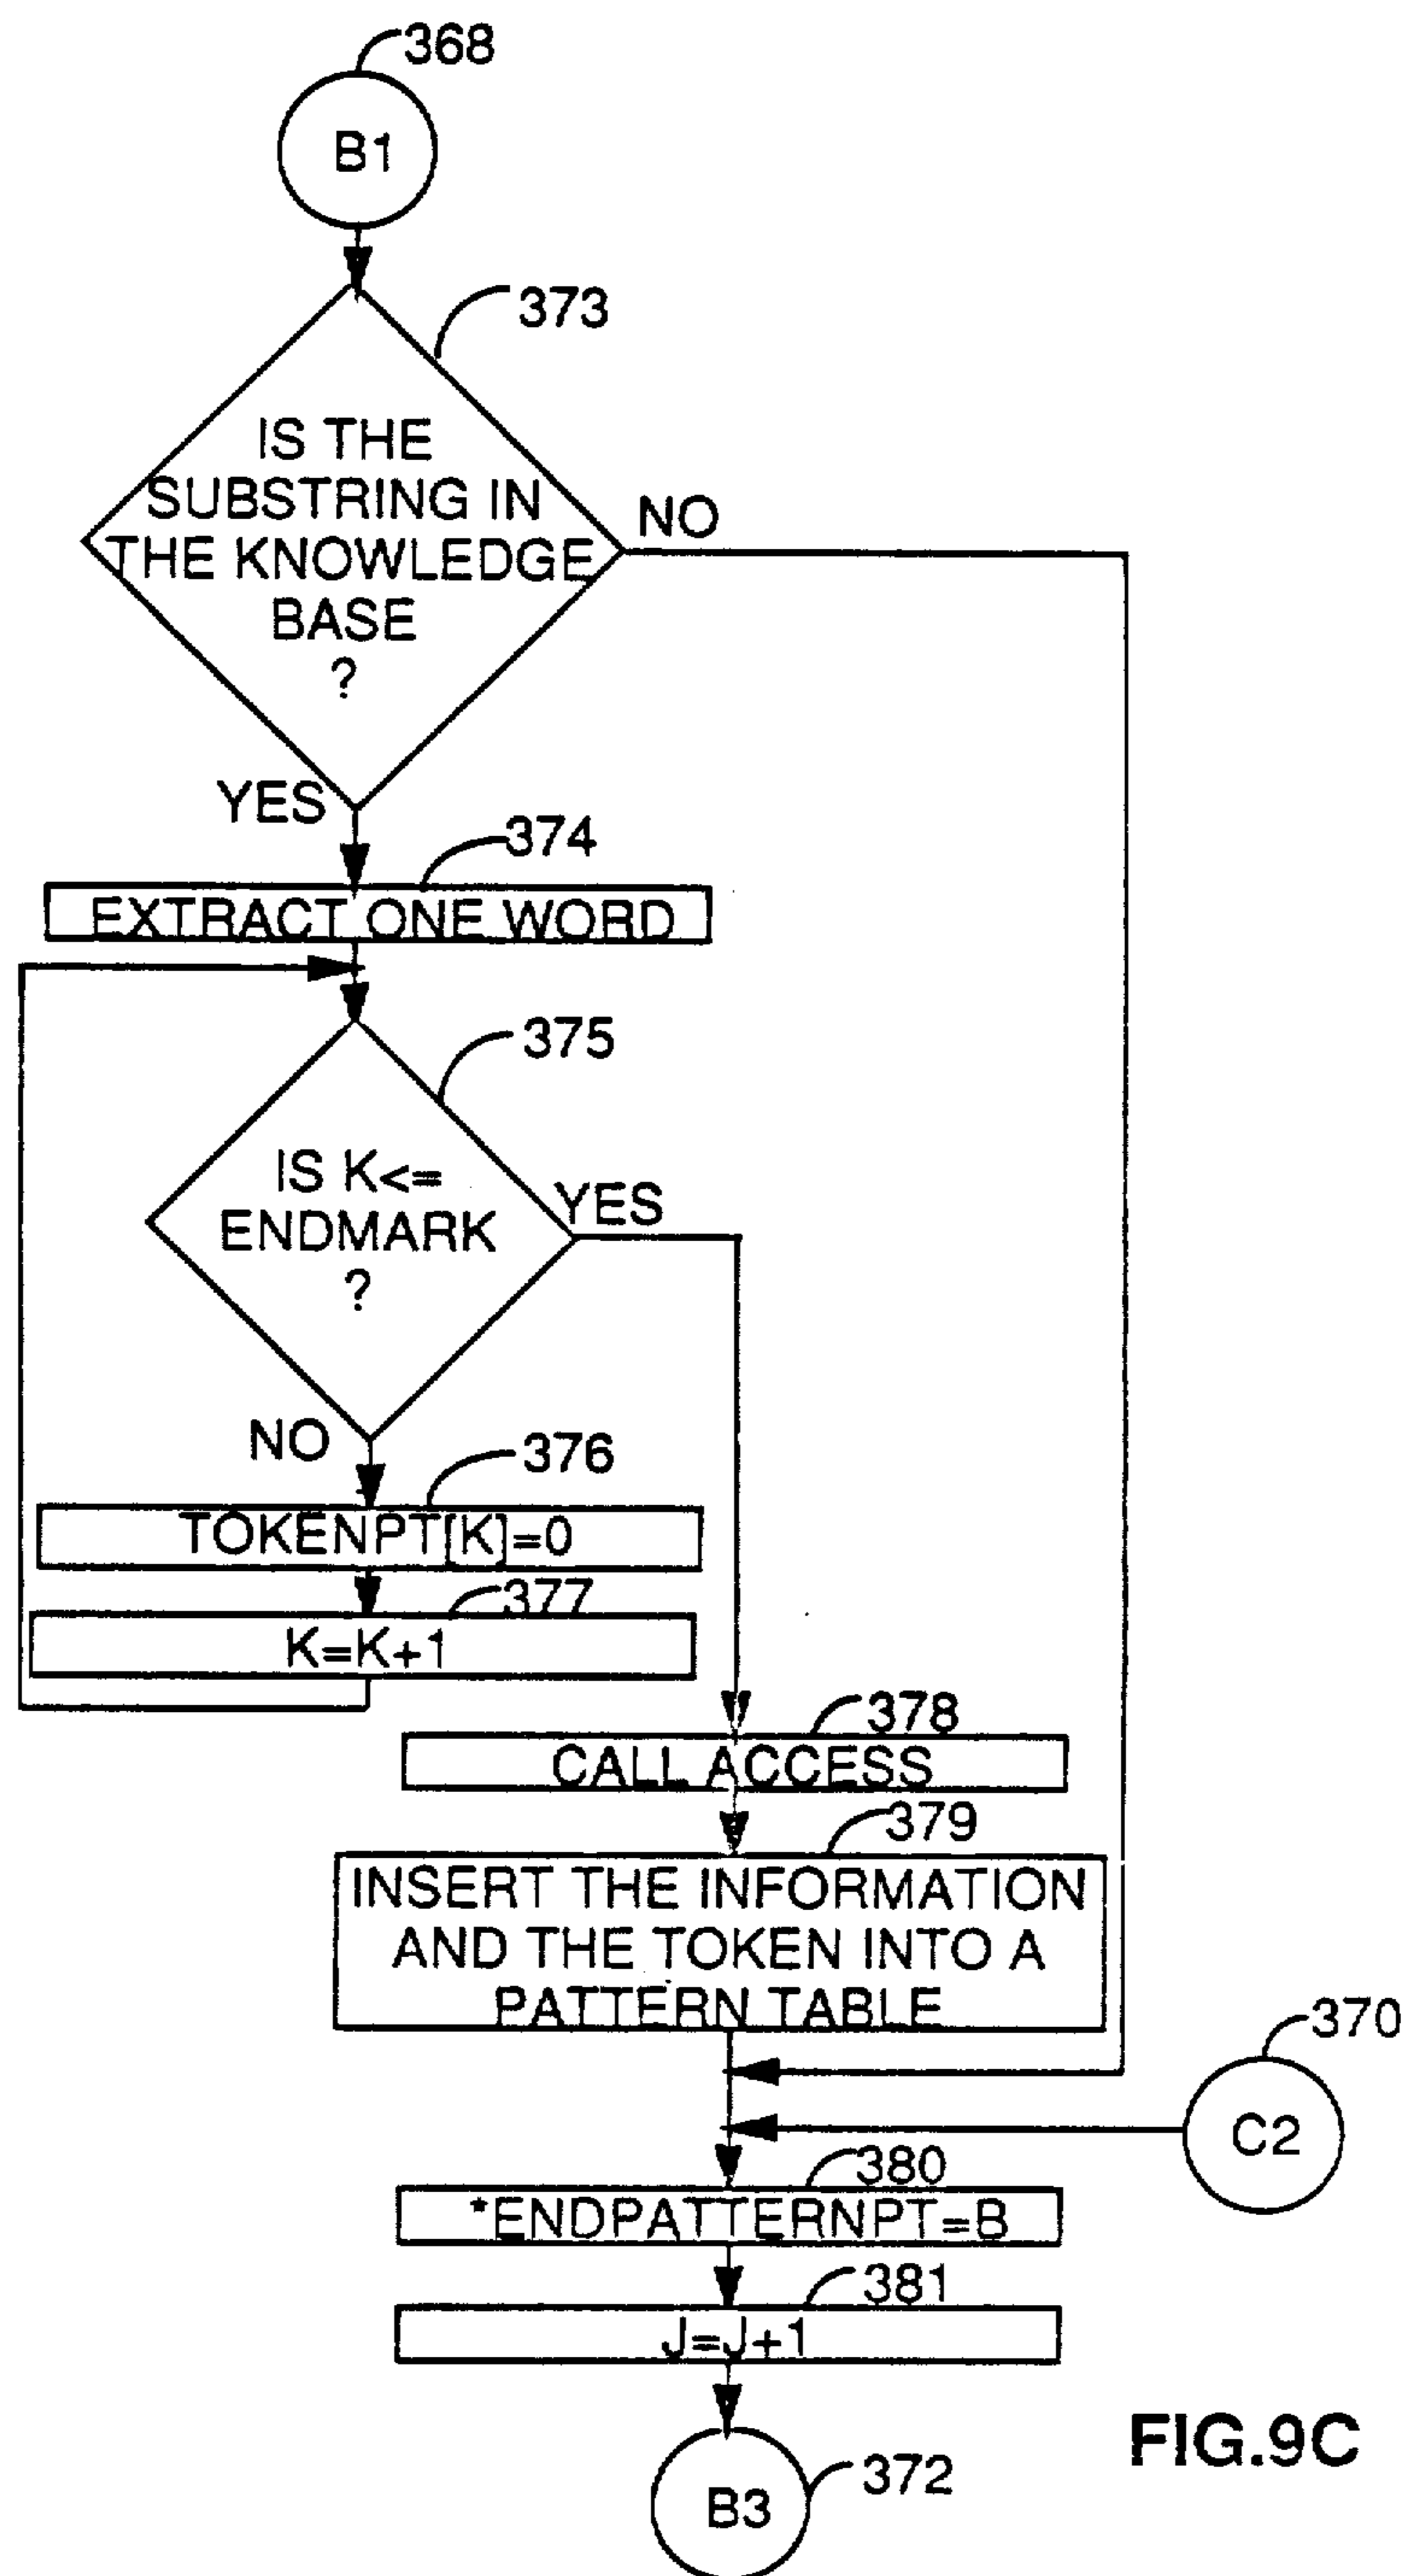 368
B1
373
IS THE
SUBSTRING IN
THE KNOWLEDGE
BASE
?
NO
YES
374
EXTRACT ONE WORD
375
IS K<=
ENDMARK
?
YES
NO
376
TOKENPT[K]=0
377
K=K+1
378
CALL ACCESS
379
INSERT THE INFORMATION
AND THE TOKEN INTO A
PATTERN TABLE
370
C2
380
*ENDPATTERNPT=B
381
J=J+1
FIG.9C
372
B3